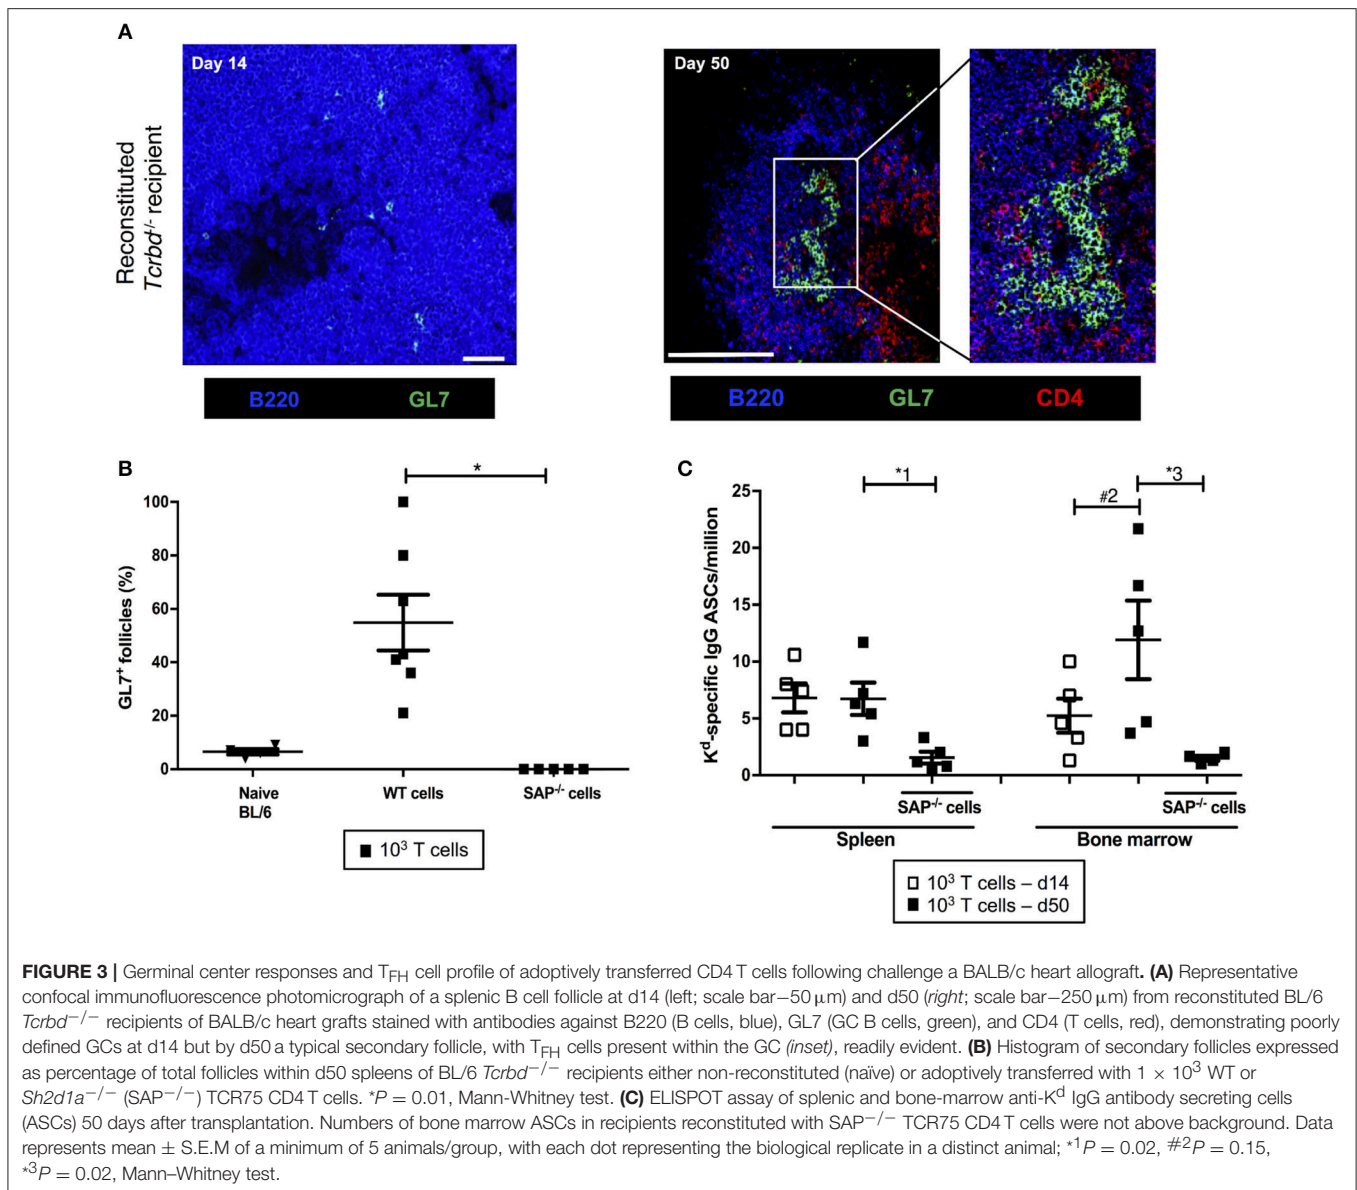 A
Day 14
Day 50
Reconstituted
Tcrbd-/- recipient
B220 GL7
B220 GL7 CD4
B
*
GL7+ follicles (%)
100
80
60
40
20
0
Naive
BL/6
WT cells
SAP-/- cells
■ 10³ T cells
C
*1
#2
*3
Kd-specific IgG ASCs/million
25
20
15
10
5
0
SAP-/- cells
SAP-/- cells
Spleen
Bone marrow
□ 10³ T cells – d14
■ 10³ T cells – d50
FIGURE 3 | Germinal center responses and TFH cell profile of adoptively transferred CD4 T cells following challenge a BALB/c heart allograft. (A) Representative
confocal immunofluorescence photomicrograph of a splenic B cell follicle at d14 (left; scale bar–50 μm) and d50 (right; scale bar–250 μm) from reconstituted BL/6
Tcrbd−/− recipients of BALB/c heart grafts stained with antibodies against B220 (B cells, blue), GL7 (GC B cells, green), and CD4 (T cells, red), demonstrating poorly
defined GCs at d14 but by d50 a typical secondary follicle, with TFH cells present within the GC (inset), readily evident. (B) Histogram of secondary follicles expressed
as percentage of total follicles within d50 spleens of BL/6 Tcrbd−/− recipients either non-reconstituted (naïve) or adoptively transferred with 1 × 10³ WT or
Sh2d1a−/− (SAP−/−) TCR75 CD4 T cells. *P = 0.01, Mann-Whitney test. (C) ELISPOT assay of splenic and bone-marrow anti-Kd IgG antibody secreting cells
(ASCs) 50 days after transplantation. Numbers of bone marrow ASCs in recipients reconstituted with SAP−/− TCR75 CD4 T cells were not above background. Data
represents mean ± S.E.M of a minimum of 5 animals/group, with each dot representing the biological replicate in a distinct animal; *1P = 0.02, #2P = 0.15,
*3P = 0.02, Mann–Whitney test.